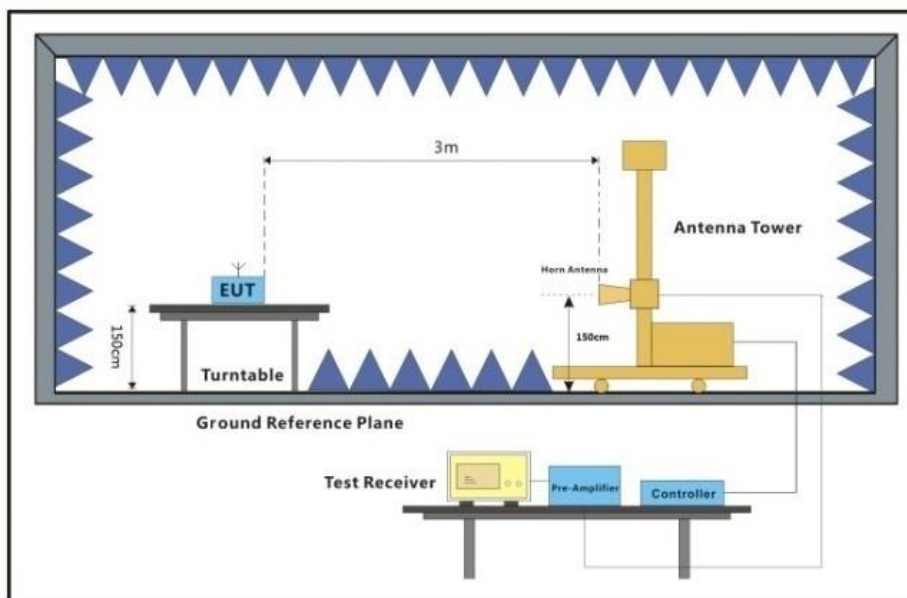 3m
Antenna Tower
Horn Antenna
EUT
150cm
150cm
Turntable
Ground Reference Plane
Test Receiver
Pre-Amplifier
Controller